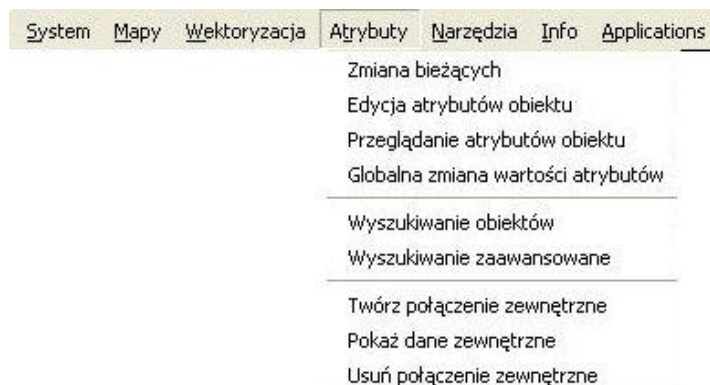 System Mapy Wektoryzacja Atrybuty Narzędzia Info Applications
Zmiana bieżących
Edycja atrybutów obiektu
Przeglądanie atrybutów obiektu
Globalna zmiana wartości atrybutów
Wyszukiwanie obiektów
Wyszukiwanie zaawansowane
Twórz połączenie zewnętrzne
Pokaż dane zewnętrzne
Usuń połączenie zewnętrzne